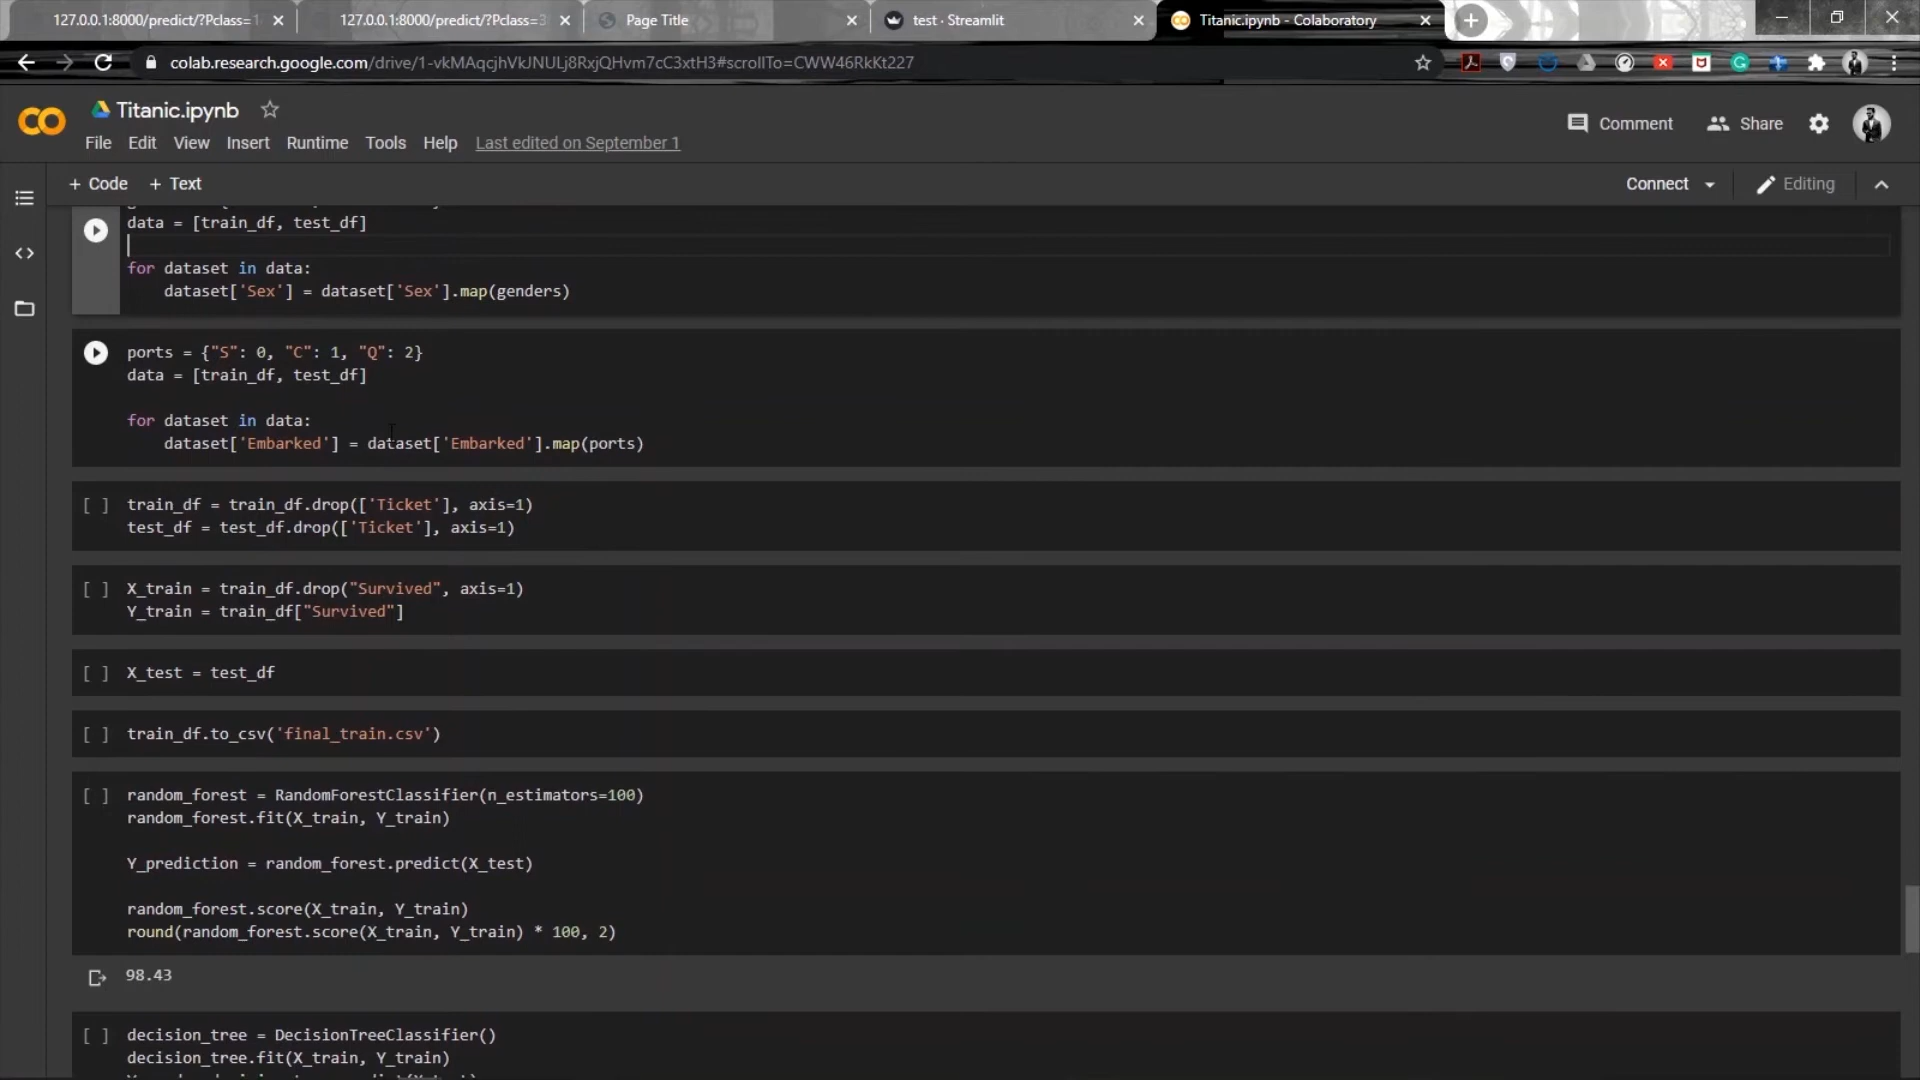 127.0.0.1:8000/predict/?Pclass=1
127.0.0.1:8000/predict/?Pclass=3
Page Title
test · Streamlit
Titanic.ipynb - Colaboratory
colab.research.google.com/drive/1-vkMAqcjhVkJNULj8RxjQHvm7cC3xtH3#scrollTo=CWW46RkKt227
Titanic.ipynb
Comment
Share
File Edit View Insert Runtime Tools Help Last edited on September 1
+ Code + Text
Connect
Editing
data = [train_df, test_df]
for dataset in data:
dataset['Sex'] = dataset['Sex'].map(genders)
ports = {"S": 0, "C": 1, "Q": 2}
data = [train_df, test_df]
for dataset in data:
dataset['Embarked'] = dataset['Embarked'].map(ports)
[ ] train_df = train_df.drop(['Ticket'], axis=1)
test_df = test_df.drop(['Ticket'], axis=1)
[ ] X_train = train_df.drop("Survived", axis=1)
Y_train = train_df["Survived"]
[ ] X_test = test_df
[ ] train_df.to_csv('final_train.csv')
[ ] random_forest = RandomForestClassifier(n_estimators=100)
random_forest.fit(X_train, Y_train)
Y_prediction = random_forest.predict(X_test)
random_forest.score(X_train, Y_train)
round(random_forest.score(X_train, Y_train) * 100, 2)
98.43
[ ] decision_tree = DecisionTreeClassifier()
decision_tree.fit(X_train, Y_train)